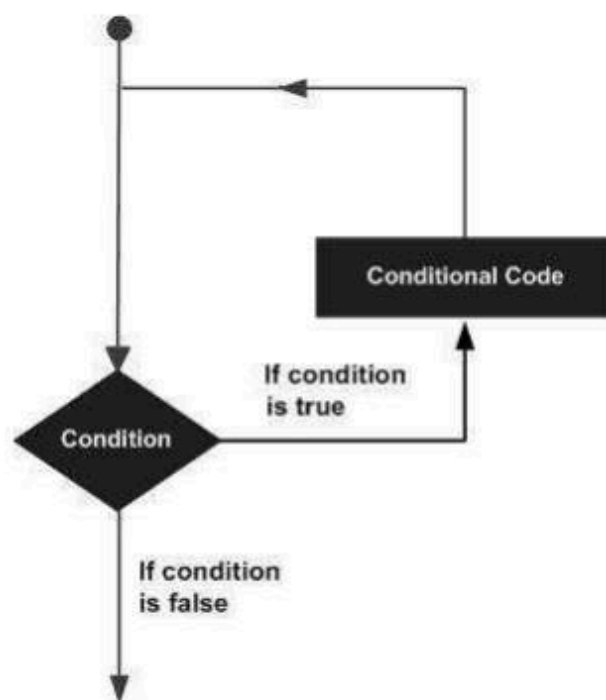 Conditional Code
If condition
is true
Condition
If condition
is false